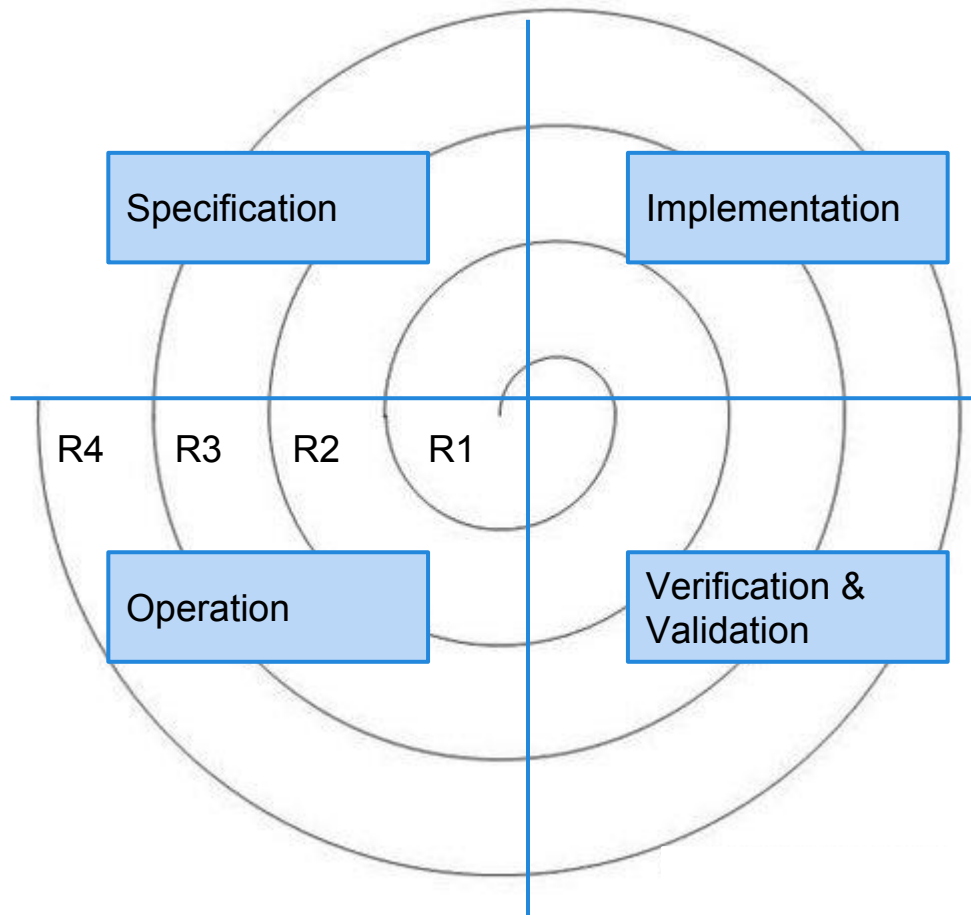 Specification
Implementation
R4
R3
R2
R1
Operation
Verification &
Validation